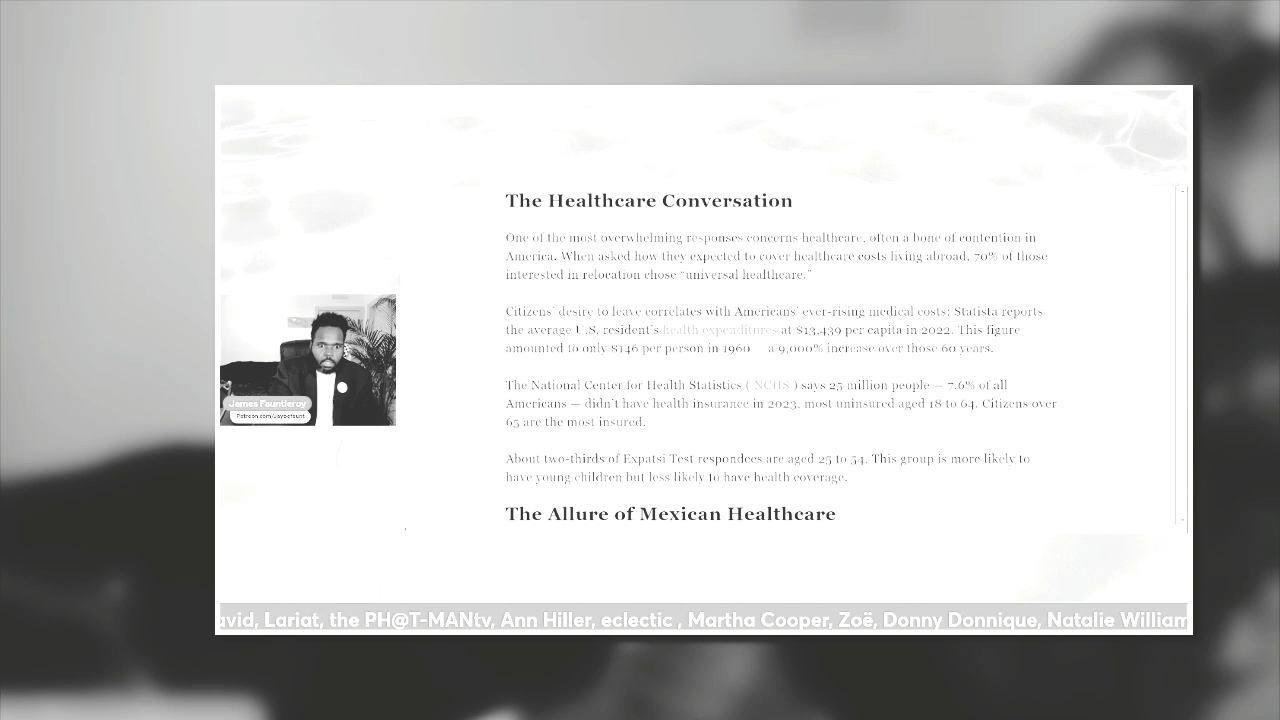 The Healthcare Conversation
One of the most overwhelming responses concerns healthcare, often a bone of contention in
America. When asked how they expected to cover healthcare costs living abroad, 70% of those
interested in relocation chose “universal healthcare.”
Citizens’ desire to leave correlates with Americans’ ever-rising medical costs; Statista reports
the average U.S. resident’s health expenditures at $13,439 per capita in 2022. This figure
amounted to only $146 per person in 1960 — a 9,000% increase over those 60 years.
The National Center for Health Statistics ( NCHS ) says 25 million people — 7.6% of all
Americans — didn’t have health insurance in 2023, most uninsured aged 18 to 64. Citizens over
65 are the most insured.
About two-thirds of Expatsi Test respondees are aged 25 to 54. This group is more likely to
have young children but less likely to have health coverage.
The Allure of Mexican Healthcare
James Fauntleroy
Patreon.com/Jaypofaunt
avid, Lariat, the PH@T-MANtv, Ann Hiller, eclectic , Martha Cooper, Zoë, Donny Donnique, Natalie William